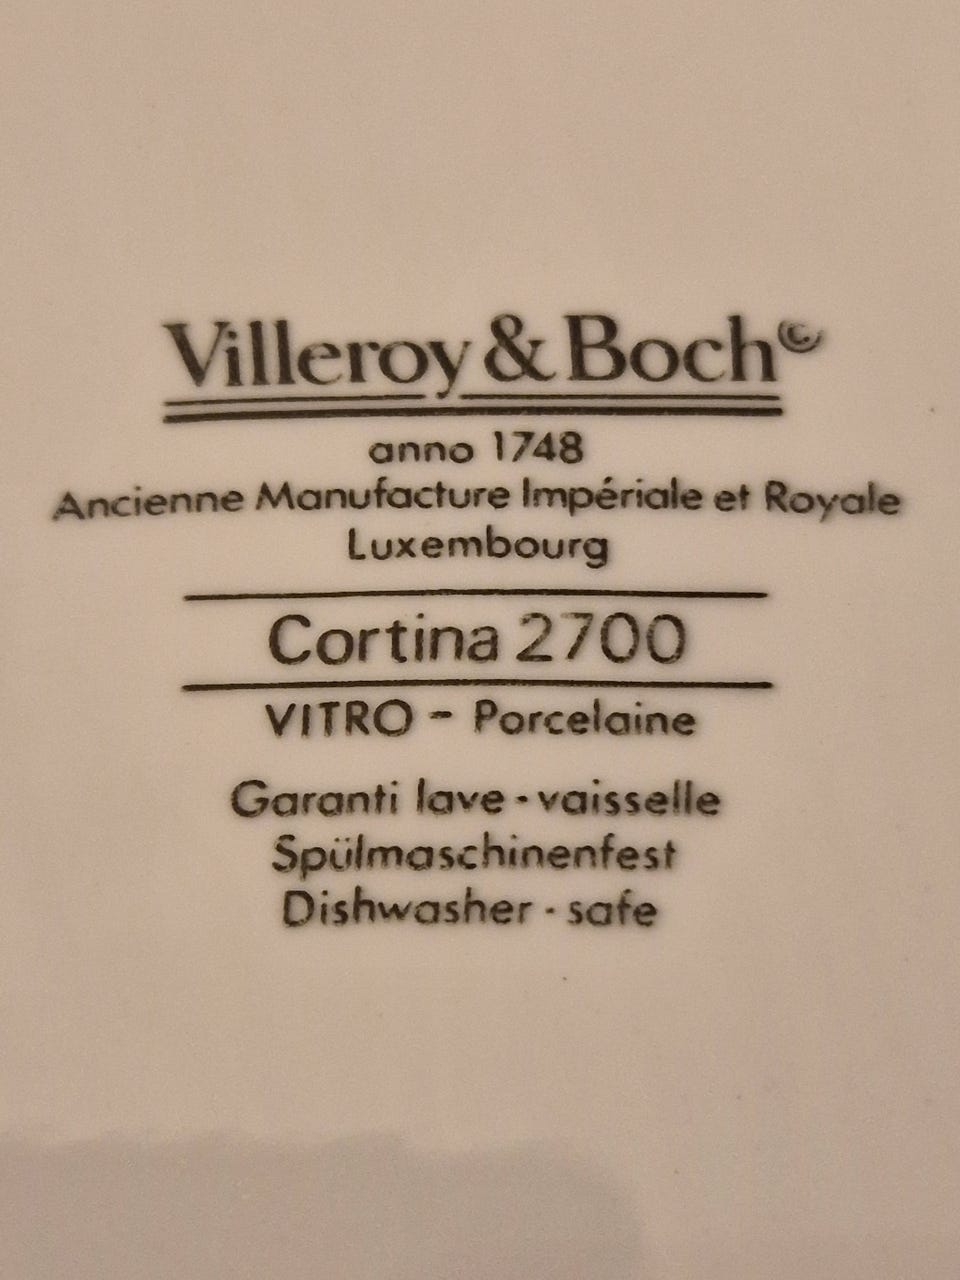 Villeroy & Boch©
anno 1748
Ancienne Manufacture Impériale et Royale
Luxembourg
Cortina 2700
VITRO - Porcelaine
Garanti lave-vaisselle
Spülmaschinenfest
Dishwasher-safe